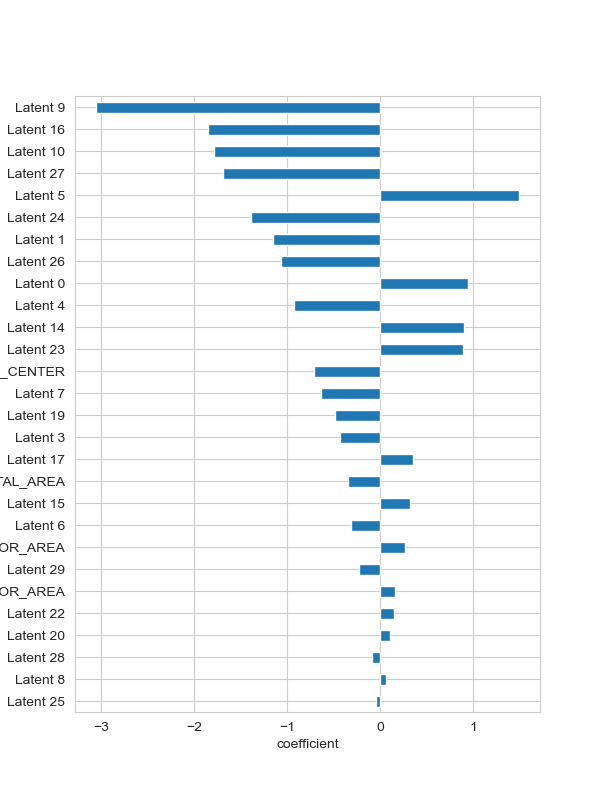 Latent 9
Latent 16
Latent 10
Latent 27
Latent 5
Latent 24
Latent 1
Latent 26
Latent 0
Latent 4
Latent 14
Latent 23
_CENTER
Latent 7
Latent 19
Latent 3
Latent 17
TAL_AREA
Latent 15
Latent 6
OR_AREA
Latent 29
OR_AREA
Latent 22
Latent 20
Latent 28
Latent 8
Latent 25
−3 −2 −1 0 1
coefficient